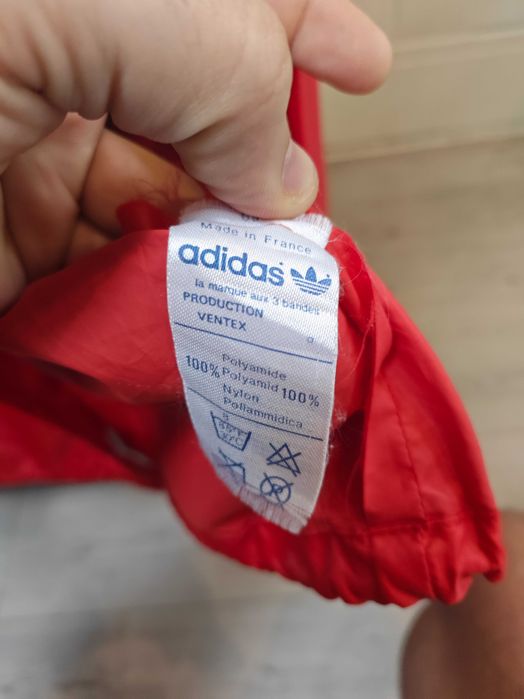 Made in France
adidas
la marque aux 3 bandes
PRODUCTION
VENTEX
Polyamide
100% Polyamid 100%
Nylon
Poliammidica